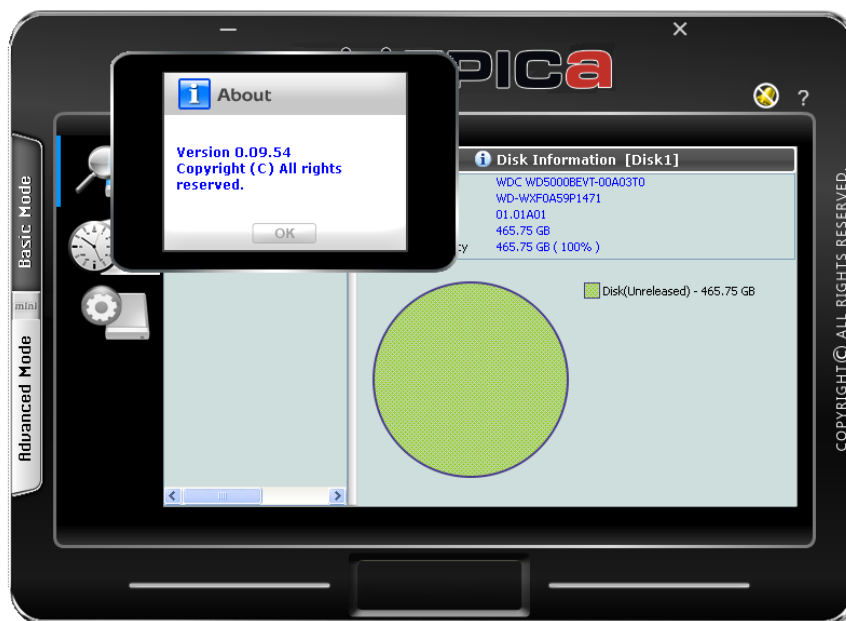 PICa
?
About
Version 0.09.54
Copyright (C) All rights
reserved.
OK
Disk Information [Disk1]
WDC WD5000BEVT-00A03T0
WD-WXF0A59P1471
01.01A01
465.75 GB
465.75 GB ( 100% )
Disk(Unreleased) - 465.75 GB
Basic Mode
mini
Advanced Mode
COPYRIGHT© ALL RIGHTS RESERVED.